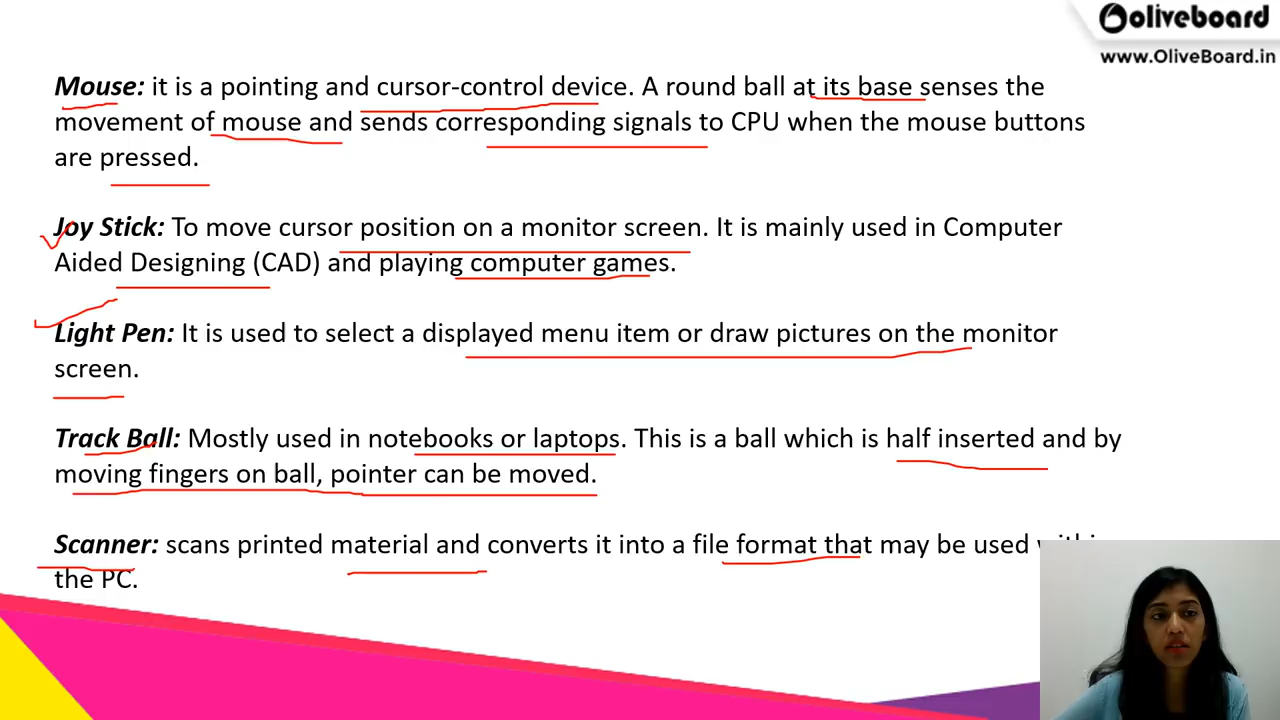 oliveboard
www.OliveBoard.in
Mouse: it is a pointing and cursor-control device. A round ball at its base senses the
movement of mouse and sends corresponding signals to CPU when the mouse buttons
are pressed.
Joy Stick: To move cursor position on a monitor screen. It is mainly used in Computer
Aided Designing (CAD) and playing computer games.
Light Pen: It is used to select a displayed menu item or draw pictures on the monitor
screen.
Track Ball: Mostly used in notebooks or laptops. This is a ball which is half inserted and by
moving fingers on ball, pointer can be moved.
Scanner: scans printed material and converts it into a file format that may be used
the PC.